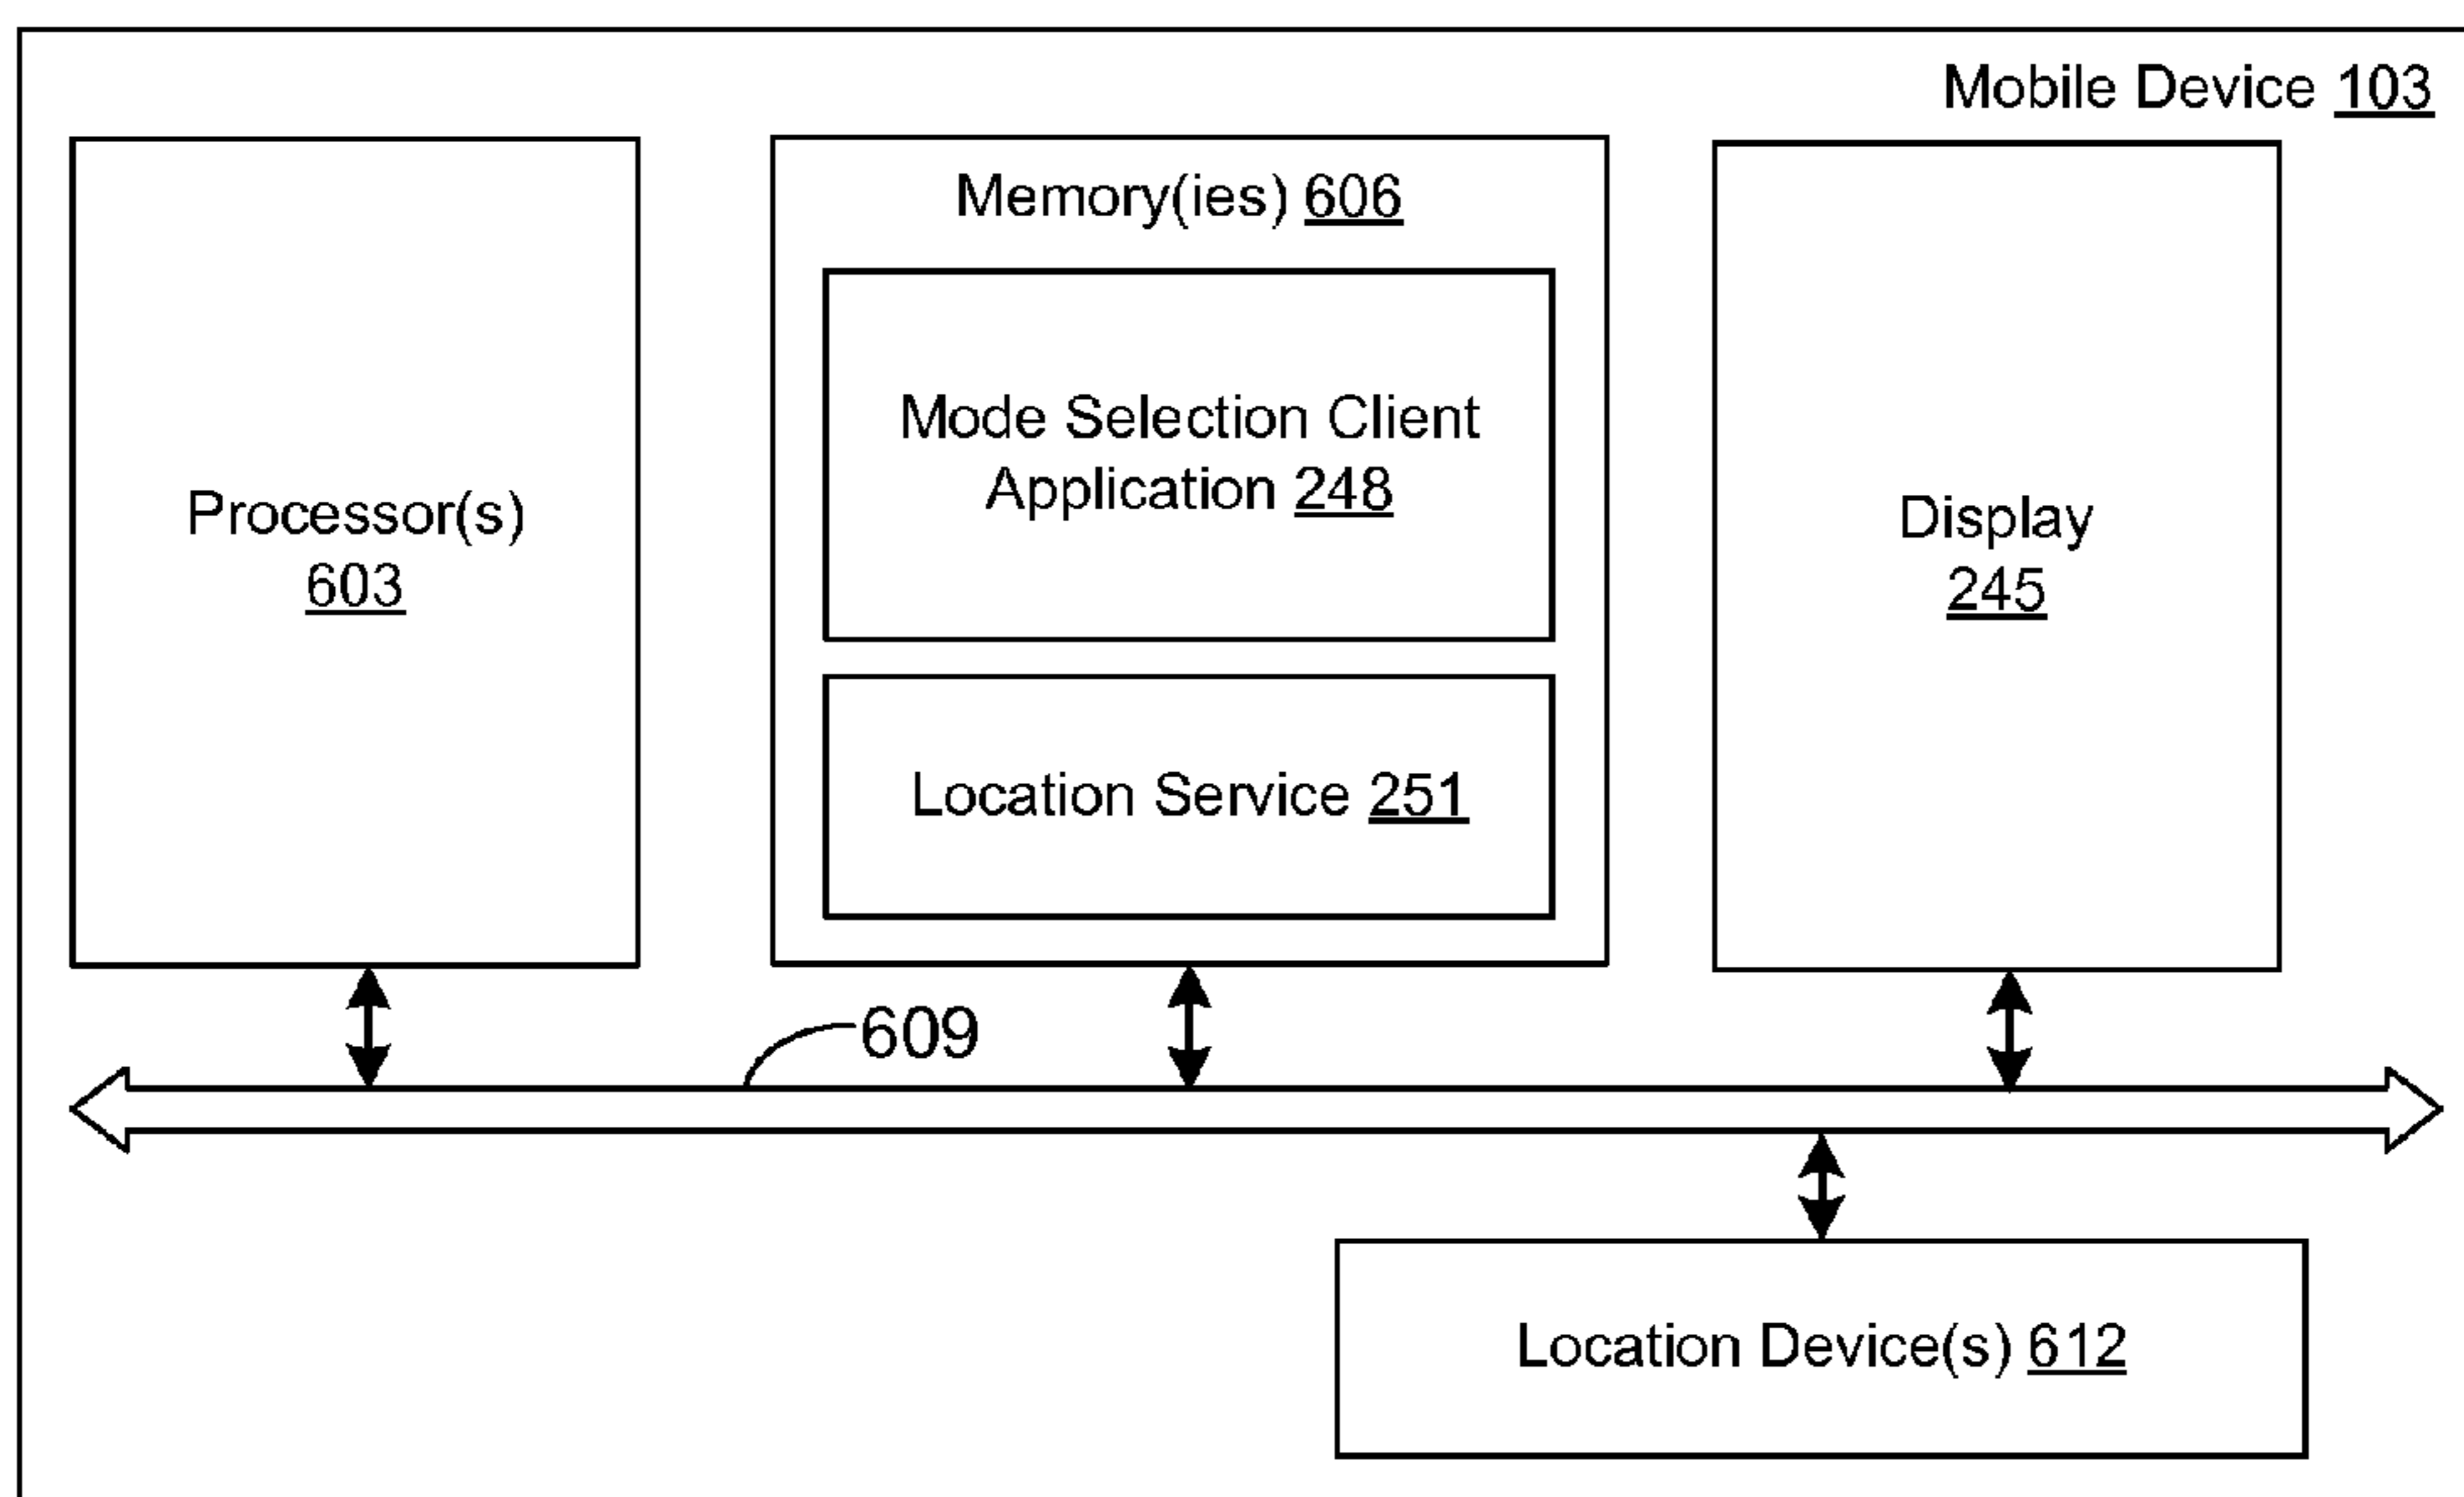 Mobile Device 103
Processor(s)
603
Memory(ies) 606
Mode Selection Client
Application 248
Location Service 251
Display
245
609
Location Device(s) 612